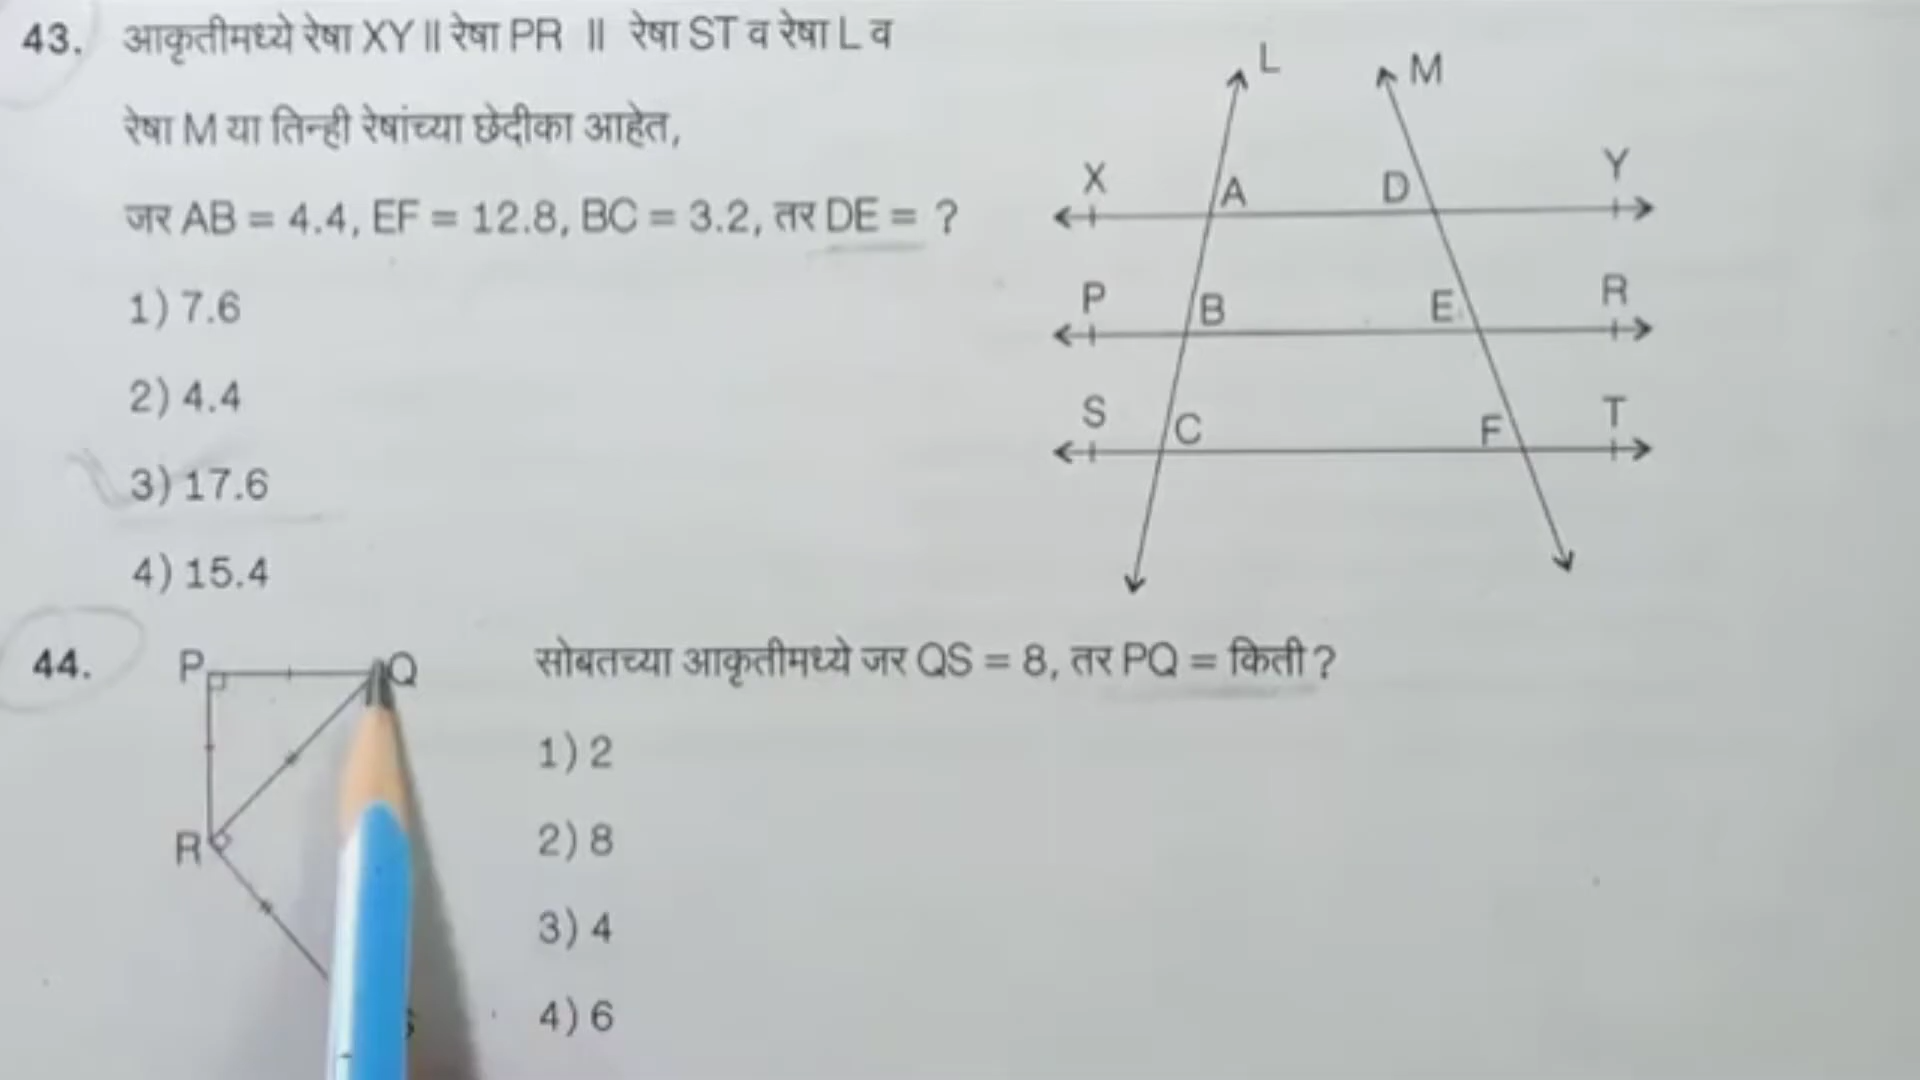 43. आकृतीमध्ये रेषा XY || रेषा PR || रेषा ST व रेषा L व
रेषा M या तिन्ही रेषांच्या छेदीका आहेत,
जर AB = 4.4, EF = 12.8, BC = 3.2, तर DE = ?
1) 7.6
2) 4.4
3) 17.6
4) 15.4
L M
X A D Y
P B E R
S C F T
44. सोबतच्या आकृतीमध्ये जर QS = 8, तर PQ = किती ?
P Q
R
1) 2
2) 8
3) 4
4) 6